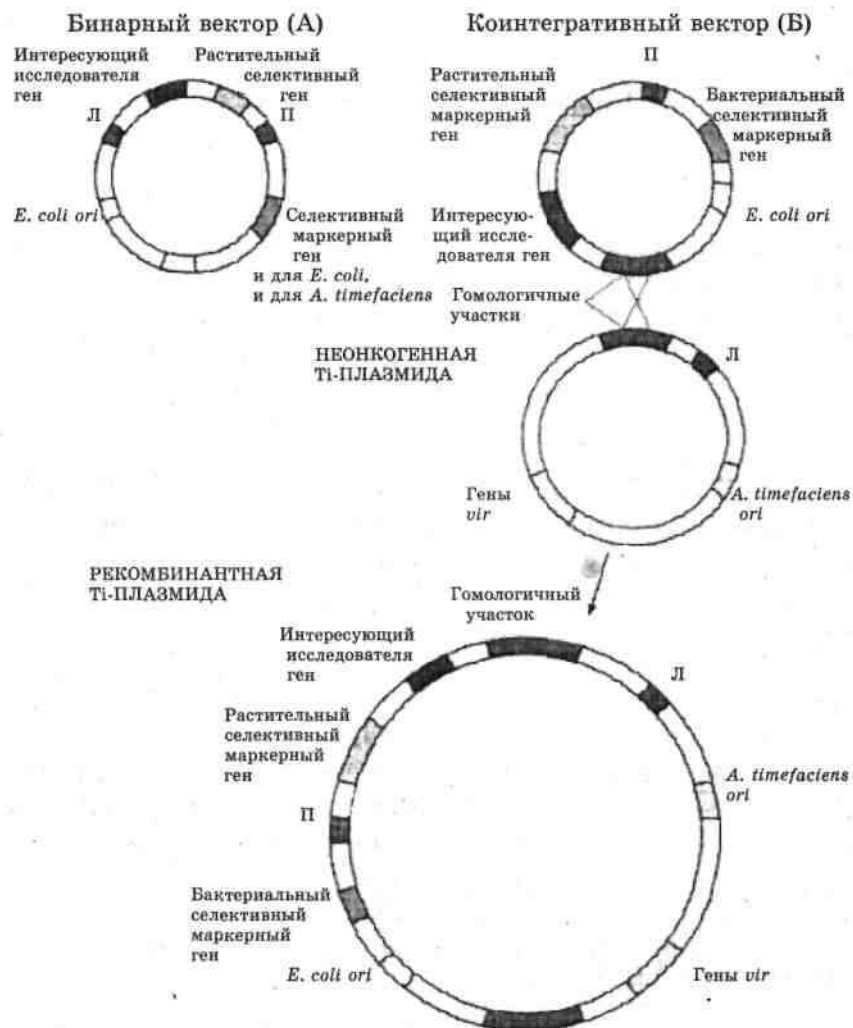 Бинарный вектор (А)
Интересующий
исследователя
ген
Растительный
селективный
ген
Л
П
E. coli ori
Селективный
маркерный
ген
и для E. coli,
и для A. timefaciens
Коинтегративный вектор (Б)
П
Растительный
селективный
маркерный
ген
Бактериальный
селективный
маркерный
ген
Интересую-
щий иссле-
дователя ген
E. coli ori
Гомологичные
участки
НЕОНКОГЕННАЯ
Ti-ПЛАЗМИДА
Л
Гены
vir
A. timefaciens
ori
РЕКОМБИНАНТНАЯ
Ti-ПЛАЗМИДА
Гомологичный
участок
Интересующий
исследователя
ген
Л
Растительный
селективный
маркерный
ген
A. timefaciens
ori
П
Бактериальный
селективный
маркерный
ген
E. coli ori
Гены vir